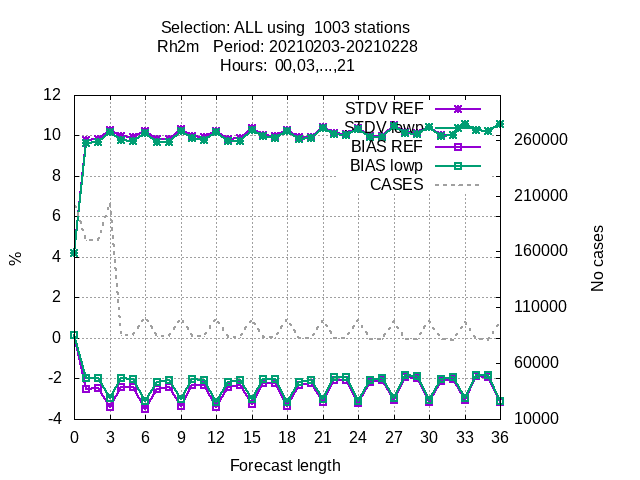 Selection: ALL using  1003 stations
Rh2m   Period: 20210203-20210228
Hours:  00,03,...,21
12
10
8
6
4
2
0
-2
-4
%
STDV REF
STDV lowp
BIAS REF
BIAS lowp
CASES
260000
210000
160000
110000
60000
10000
No cases
0 3 6 9 12 15 18 21 24 27 30 33 36
Forecast length